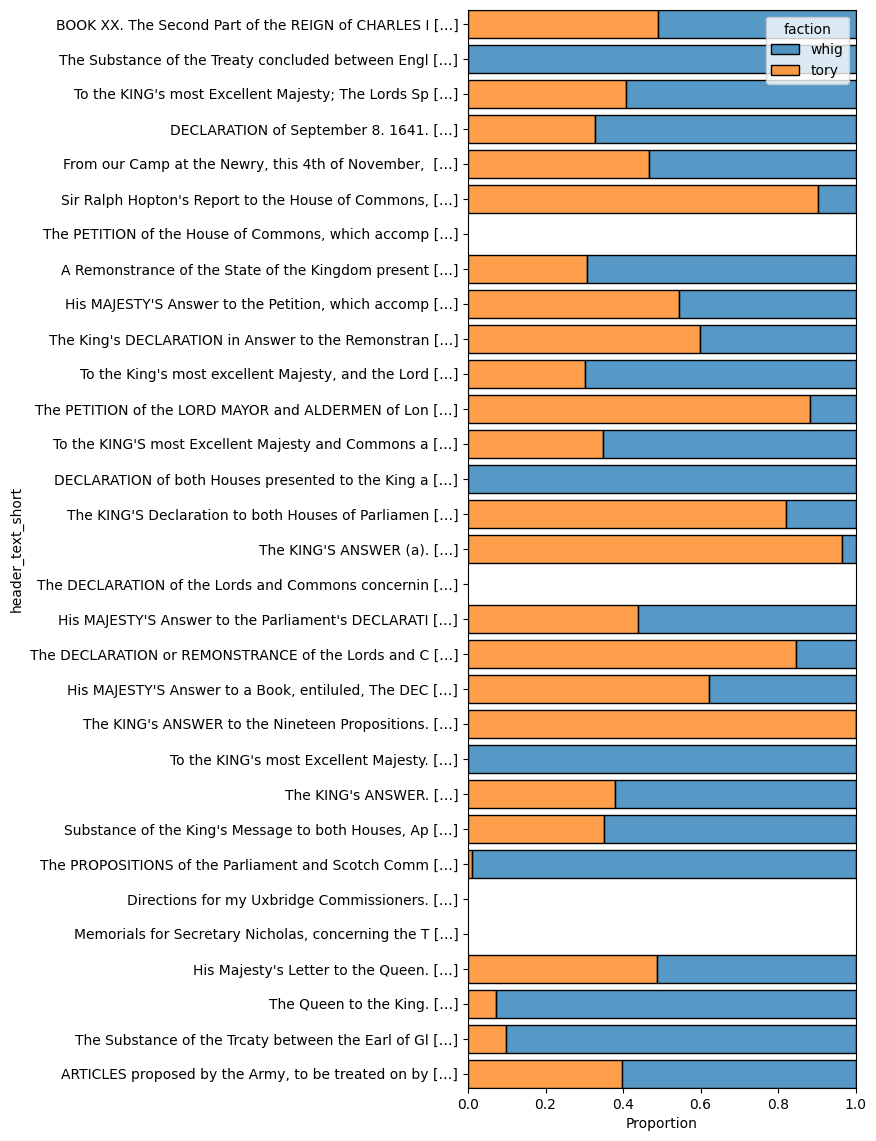 BOOK XX. The Second Part of the REIGN of CHARLES I [...]
The Substance of the Treaty concluded between Engl [...]
To the KING's most Excellent Majesty; The Lords Sp [...]
DECLARATION of September 8. 1641. [...]
From our Camp at the Newry, this 4th of November,  [...]
Sir Ralph Hopton's Report to the House of Commons, [...]
The PETITION of the House of Commons, which accomp [...]
A Remonstrance of the State of the Kingdom present [...]
His MAJESTY'S Answer to the Petition, which accomp [...]
The King's DECLARATION in Answer to the Remonstran [...]
To the King's most excellent Majesty, and the Lord [...]
The PETITION of the LORD MAYOR and ALDERMEN of Lon [...]
To the KING'S most Excellent Majesty and Commons a [...]
DECLARATION of both Houses presented to the King a [...]
The KING'S Declaration to both Houses of Parliamen [...]
The KING'S ANSWER (a). [...]
The DECLARATION of the Lords and Commons concernin [...]
His MAJESTY'S Answer to the Parliament's DECLARATI [...]
The DECLARATION or REMONSTRANCE of the Lords and C [...]
His MAJESTY'S Answer to a Book, entiluled, The DEC [...]
The KING's ANSWER to the Nineteen Propositions. [...]
To the KING's most Excellent Majesty. [...]
The KING's ANSWER. [...]
Substance of the King's Message to both Houses, Ap [...]
The PROPOSITIONS of the Parliament and Scotch Comm [...]
Directions for my Uxbridge Commissioners. [...]
Memorials for Secretary Nicholas, concerning the T [...]
His Majesty's Letter to the Queen. [...]
The Queen to the King. [...]
The Substance of the Trcaty between the Earl of Gl [...]
ARTICLES proposed by the Army, to be treated on by [...]
header_text_short
faction
whig
tory
0.0 0.2 0.4 0.6 0.8 1.0
Proportion